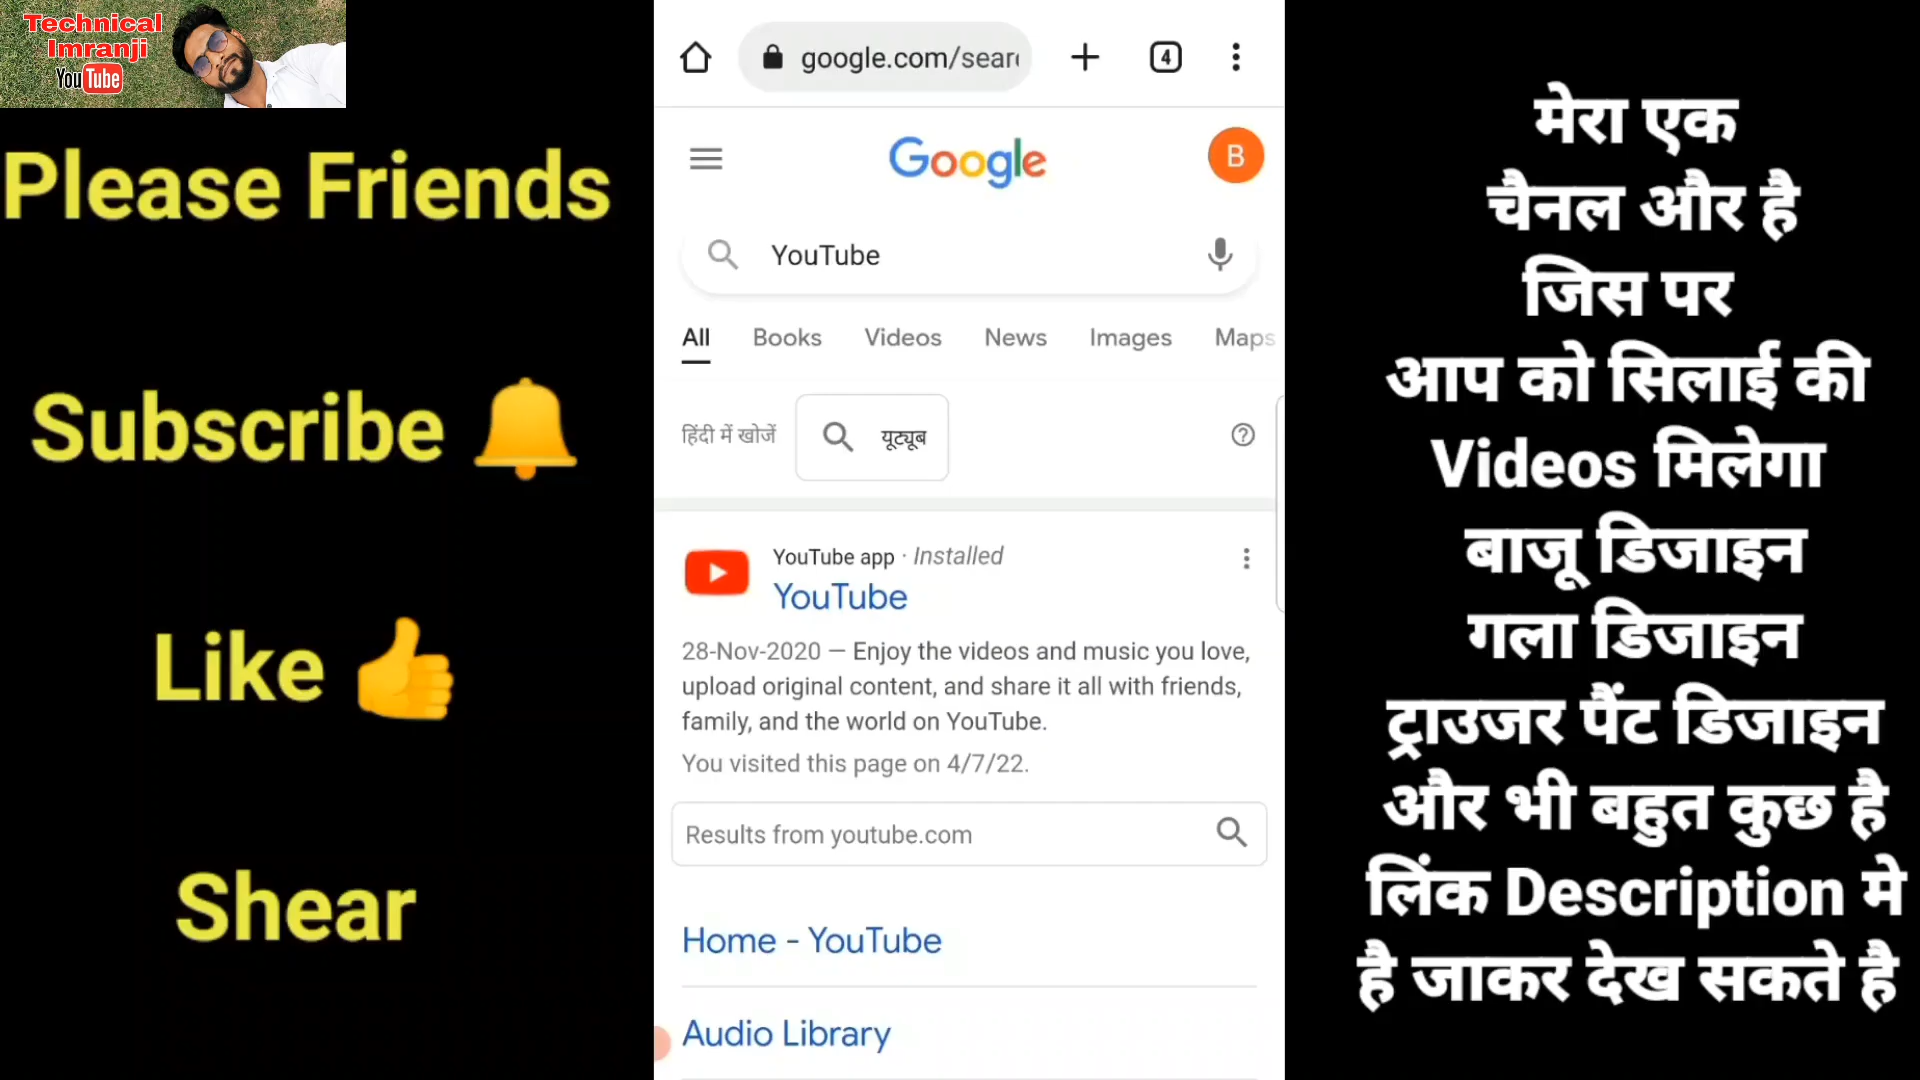 Technical
Imranji
YouTube
Please Friends
Subscribe
Like
Shear
google.com/sear
4
Google
B
YouTube
All Books Videos News Images Maps
हिंदी में खोजें
यूट्यूब
YouTube app · Installed
YouTube
28-Nov-2020 — Enjoy the videos and music you love,
upload original content, and share it all with friends,
family, and the world on YouTube.
You visited this page on 4/7/22.
Results from youtube.com
Home - YouTube
Audio Library
मेरा एक
चैनल और है
जिस पर
आप को सिलाई की
Videos मिलेगा
बाजू डिजाइन
गला डिजाइन
ट्राउजर पैंट डिजाइन
और भी बहुत कुछ है
लिंक Description मे
है जाकर देख सकते है